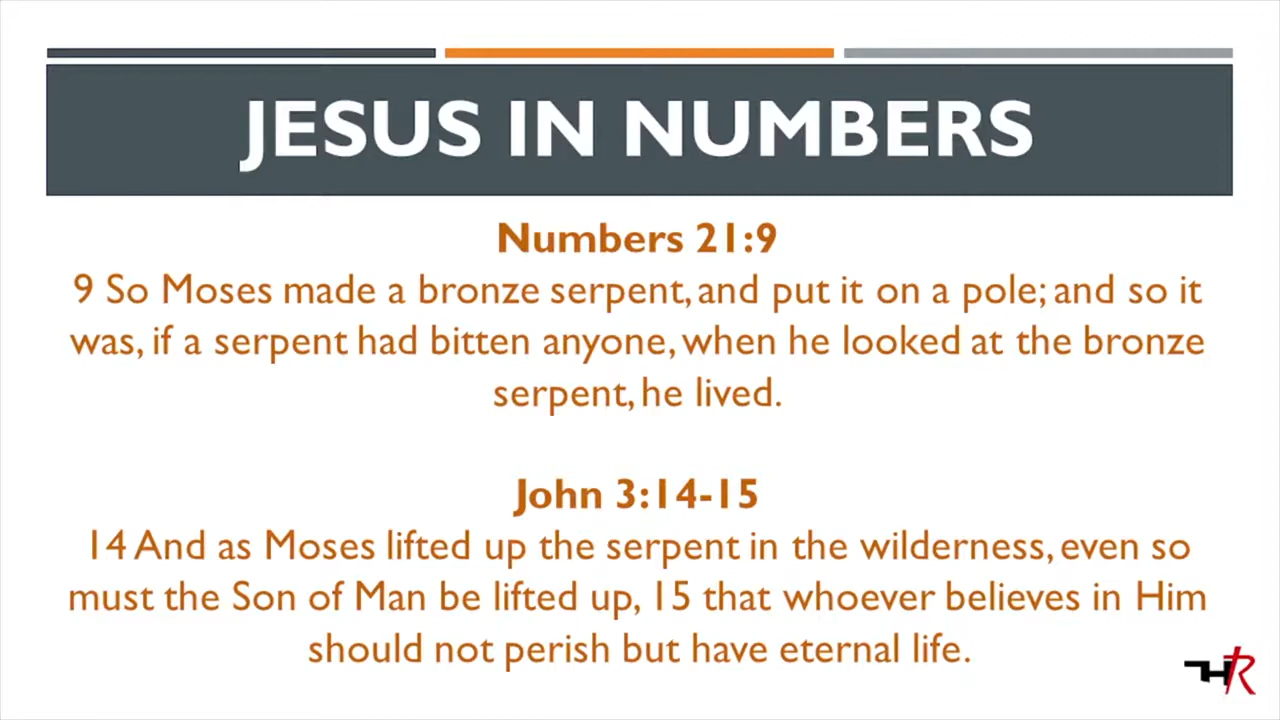 JESUS IN NUMBERS
Numbers 21:9
9 So Moses made a bronze serpent, and put it on a pole; and so it
was, if a serpent had bitten anyone, when he looked at the bronze
serpent, he lived.
John 3:14-15
14 And as Moses lifted up the serpent in the wilderness, even so
must the Son of Man be lifted up, 15 that whoever believes in Him
should not perish but have eternal life.
HR